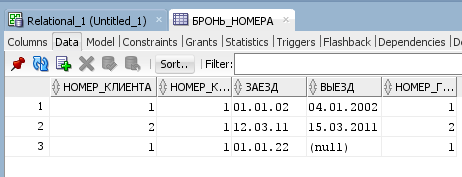 Relational_1 (Untitled_1) БРОНЬ_НОМЕРА
Columns Data Model Constraints Grants Statistics Triggers Flashback Dependencies De
Sort.. Filter:
НОМЕР_КЛИЕНТА НОМЕР_К... ЗАЕЗД ВЫЕЗД НОМЕР_Г...
1 1 1 01.01.02 04.01.2002 1
2 2 1 12.03.11 15.03.2011 2
3 1 1 01.01.22 (null) 1